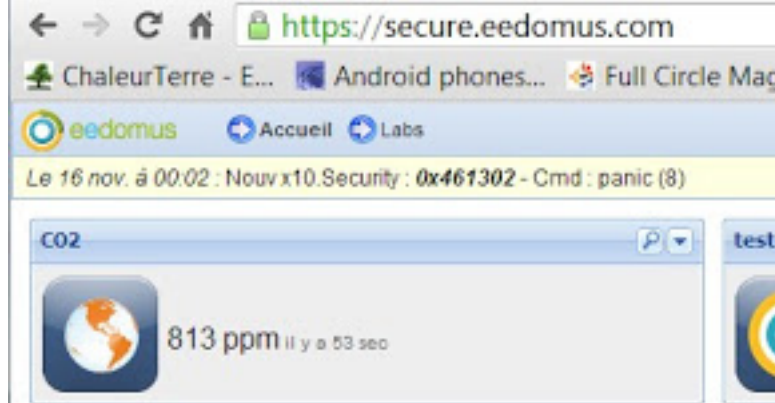 https://secure.eedomus.com
ChaleurTerre - E... Android phones... Full Circle Mag
eedomus Accueil Labs
Le 16 nov. à 00:02 : Nouv x10.Security : 0x461302 - Cmd : panic (8)
CO2 test
813 ppm il y a 53 sec